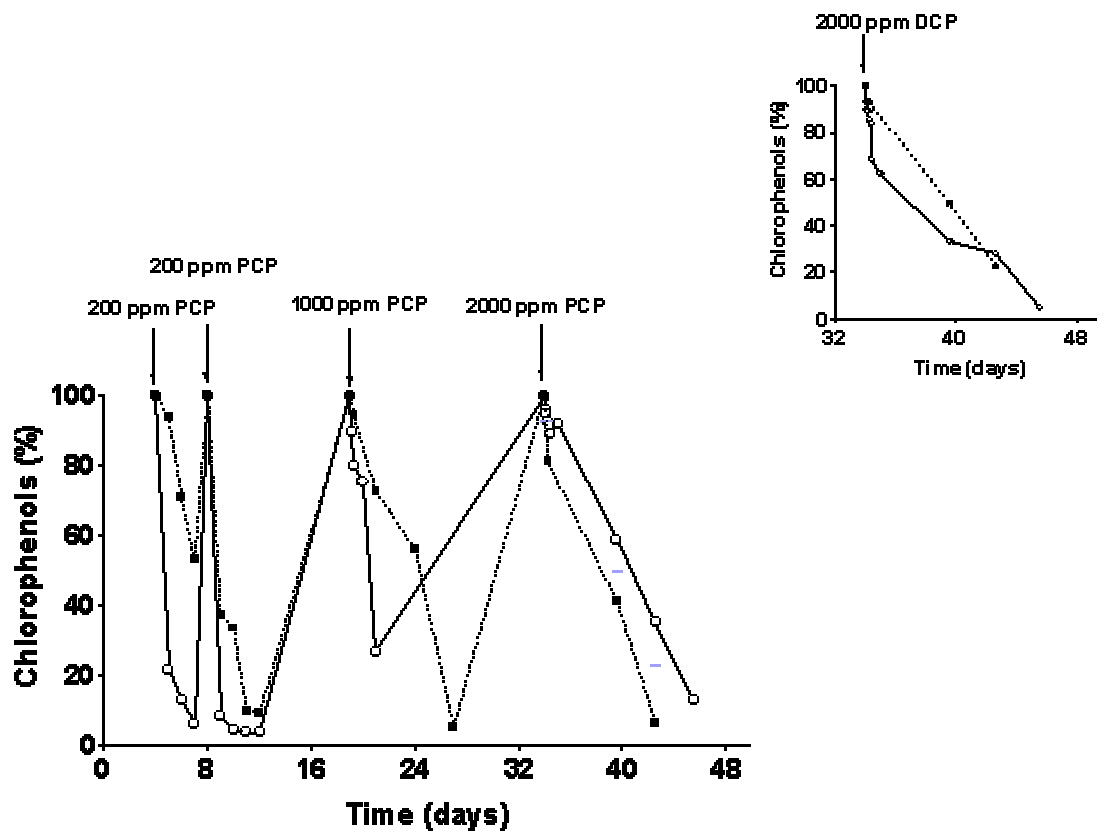 2000 ppm DCP
100
80
60
40
20
0
Chlorophenols (%)
32 40 48
Time (days)
200 ppm PCP
200 ppm PCP
1000 ppm PCP
2000 ppm PCP
100
80
60
40
20
0
Chlorophenols (%)
0 8 16 24 32 40 48
Time (days)